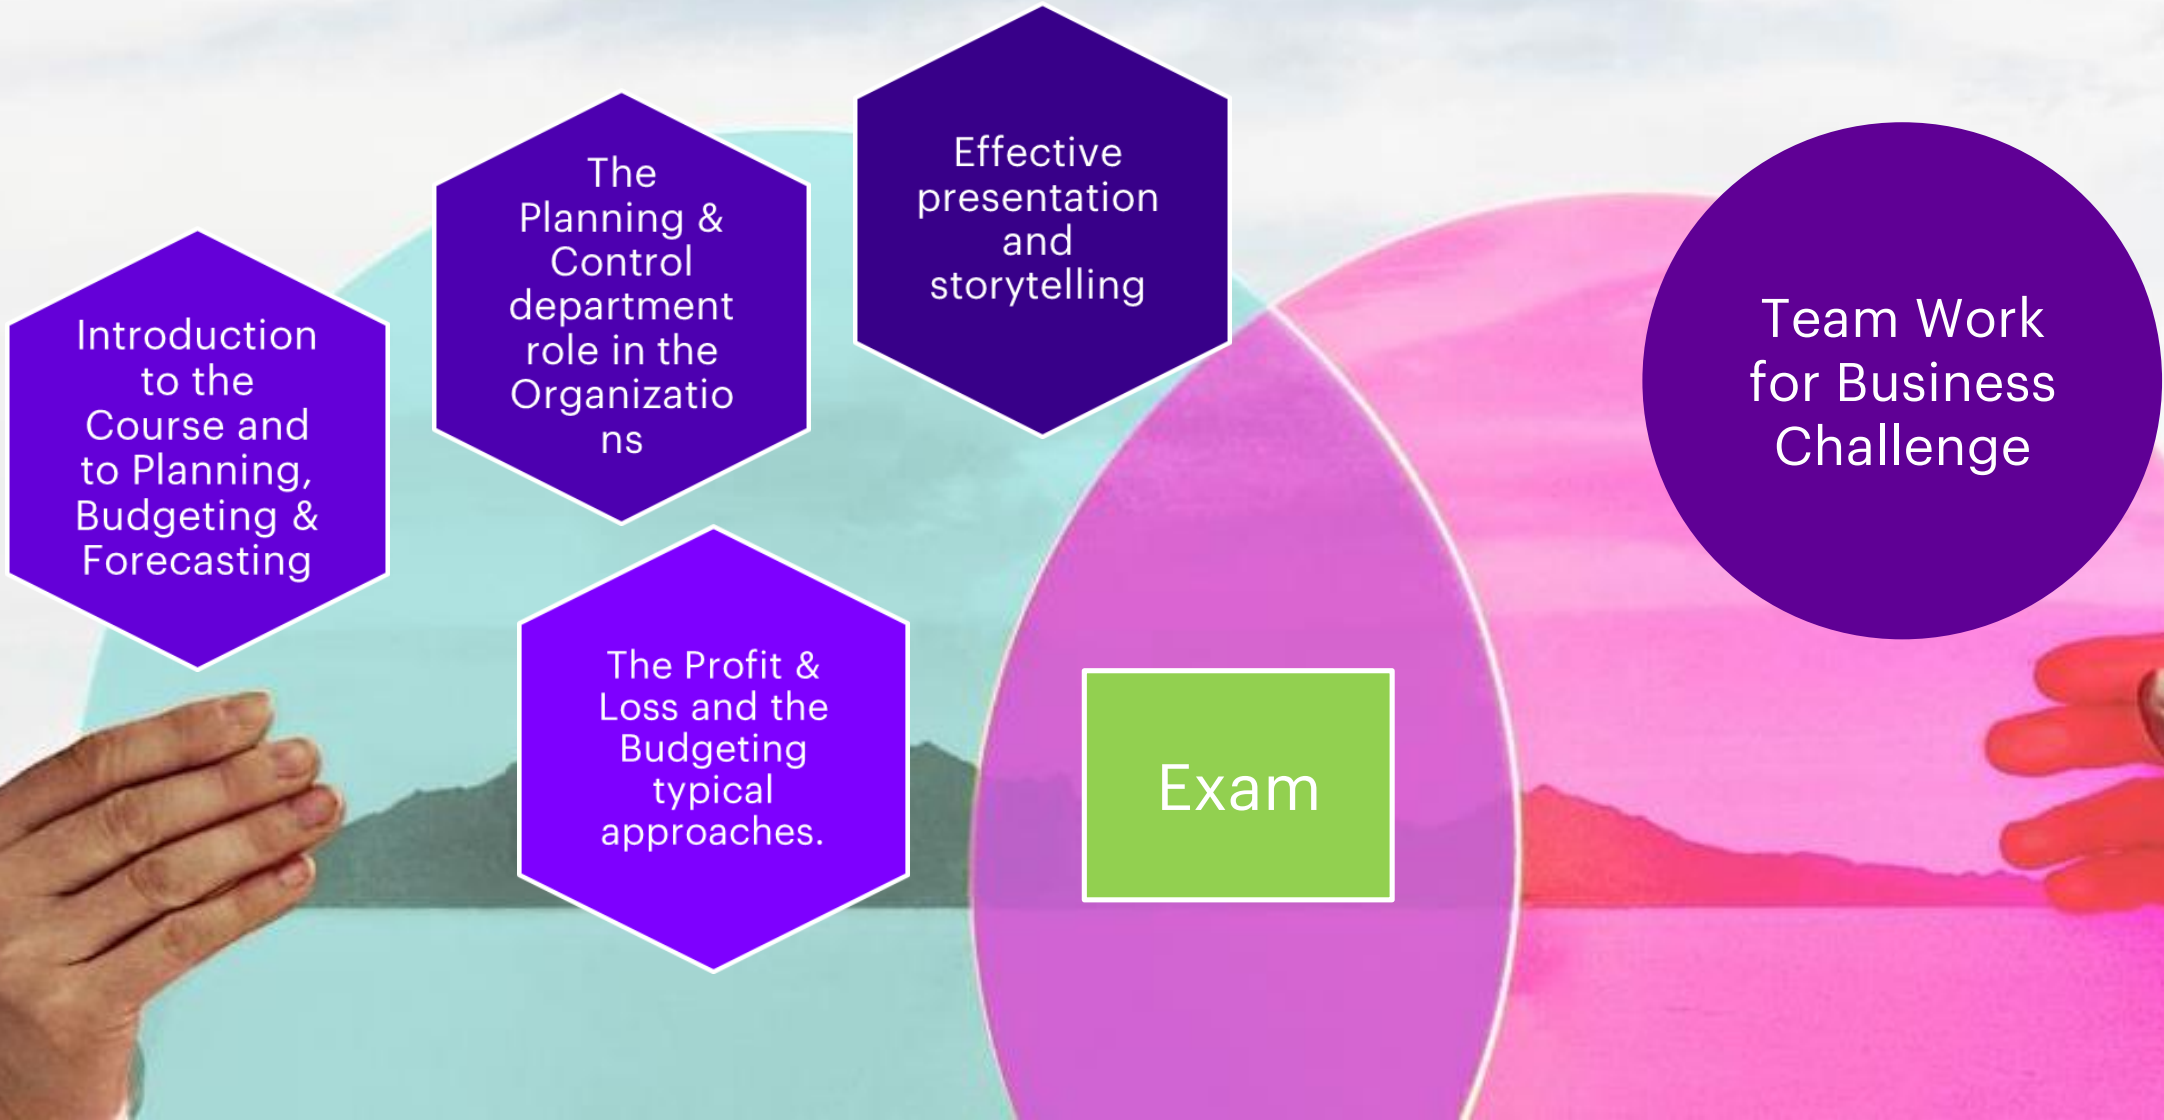 Introduction
to the
Course and
to Planning,
Budgeting &
Forecasting
The
Planning &
Control
department
role in the
Organizatio
ns
Effective
presentation
and
storytelling
The Profit &
Loss and the
Budgeting
typical
approaches.
Exam
Team Work
for Business
Challenge